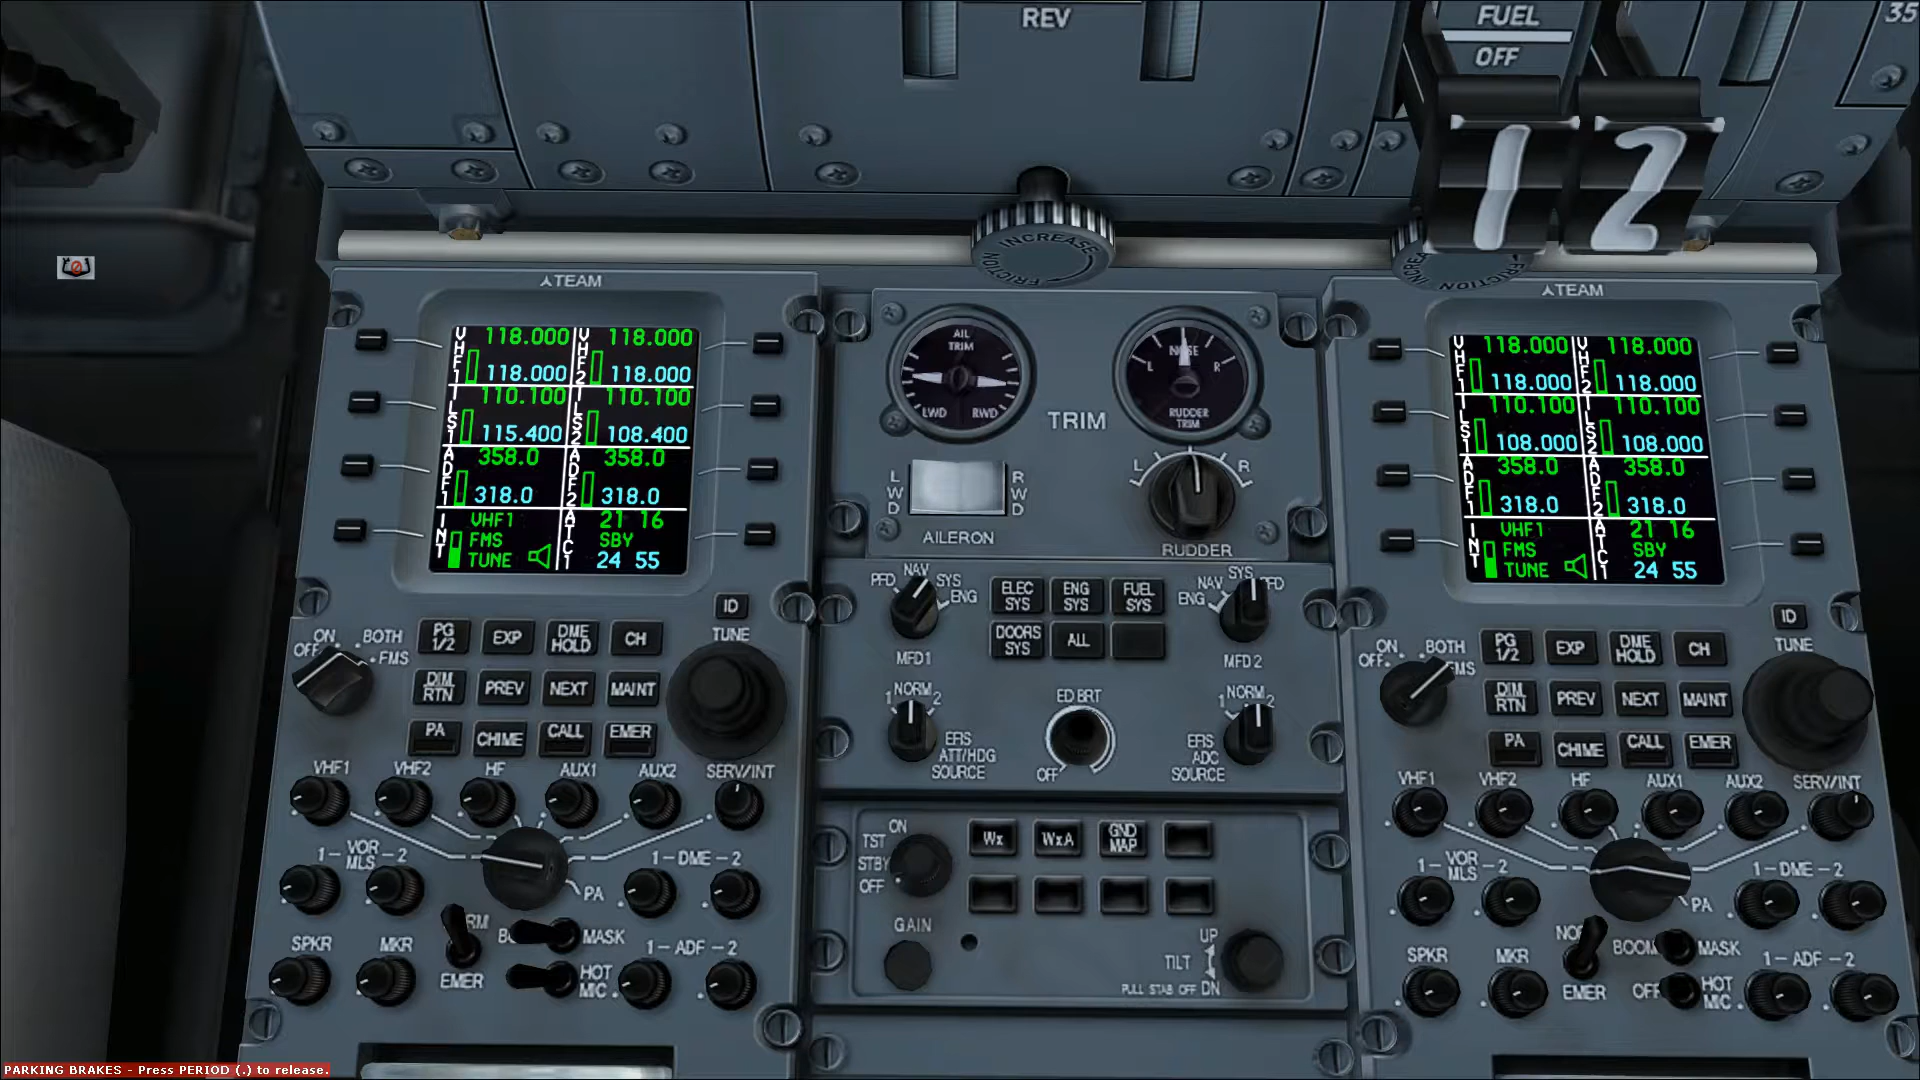 REV
FUEL
OFF
35
1 2
INCREASE
FRICTION
FRICTION
TEAM
VHF1 118.000 118.000 VHF2 118.000 118.000
ILS1 110.100 115.400 ILS2 110.100 108.400
ADF1 358.0 318.0 ADF2 358.0 318.0
INT VHF1 FMS TUNE ATC1 21 16 SBY 24 55
AIL
TRIM
LWD RWD
TRIM
NOSE
L R
RUDDER
TRIM
LWD RWD
AILERON
L R
RUDDER
TEAM
VHF1 118.000 118.000 VHF2 118.000 118.000
ILS1 110.100 108.000 ILS2 110.100 108.000
ADF1 358.0 318.0 ADF2 358.0 318.0
INT VHF1 FMS TUNE ATC1 21 16 SBY 24 55
ID
TUNE
OFF ON BOTH FMS
PG 1/2 EXP DME HOLD CH
DIM RTN PREV NEXT MAINT
PA CHIME CALL EMER
VHF1 VHF2 HF AUX1 AUX2 SERV/INT
1-VOR-2
MLS
1-DME-2
PA
MASK
SPKR MKR EMER HOT MIC 1-ADF-2
PFD NAV SYS ENG
MFD1
ELEC SYS ENG SYS FUEL SYS
DOORS SYS ALL
ENG NAV SYS
MFD2
1 NORM 2
EFIS
ATT/HDG
SOURCE
ED BRT
OFF
1 NORM 2
EFIS
ADC
SOURCE
ON
TST
STBY
OFF
Wx WxA GND MAP
GAIN
UP
TILT
PULL STAB OFF DN
ID
TUNE
OFF ON BOTH
PG 1/2 EXP DME HOLD CH
DIM RTN PREV NEXT MAINT
PA CHIME CALL EMER
VHF1 VHF2 HF AUX1 AUX2 SERV/INT
1-VOR-2
MLS
1-DME-2
PA
BOOM MASK
SPKR MKR EMER OFF HOT MIC 1-ADF-2
PARKING BRAKES - Press PERIOD (.) to release.